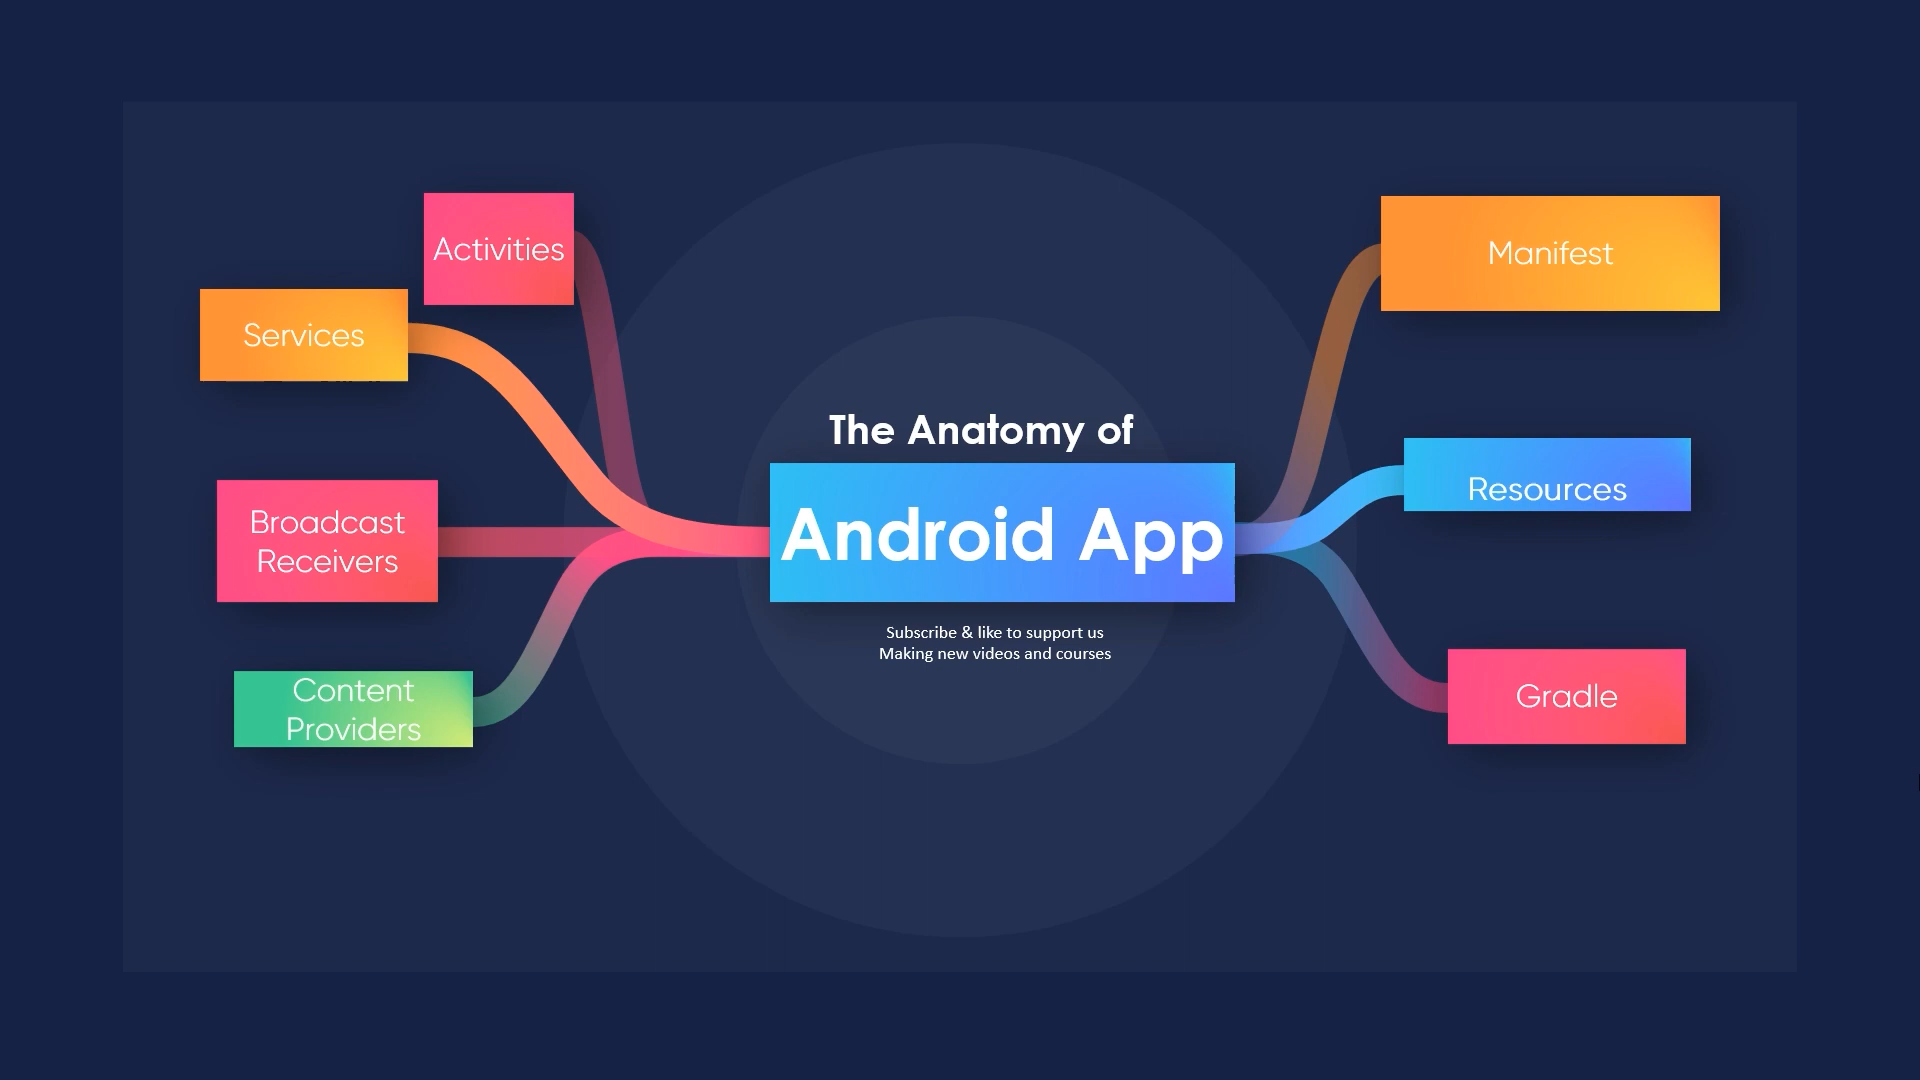 Activities
Services
Broadcast
Receivers
Content
Providers
The Anatomy of
Android App
Subscribe & like to support us
Making new videos and courses
Manifest
Resources
Gradle